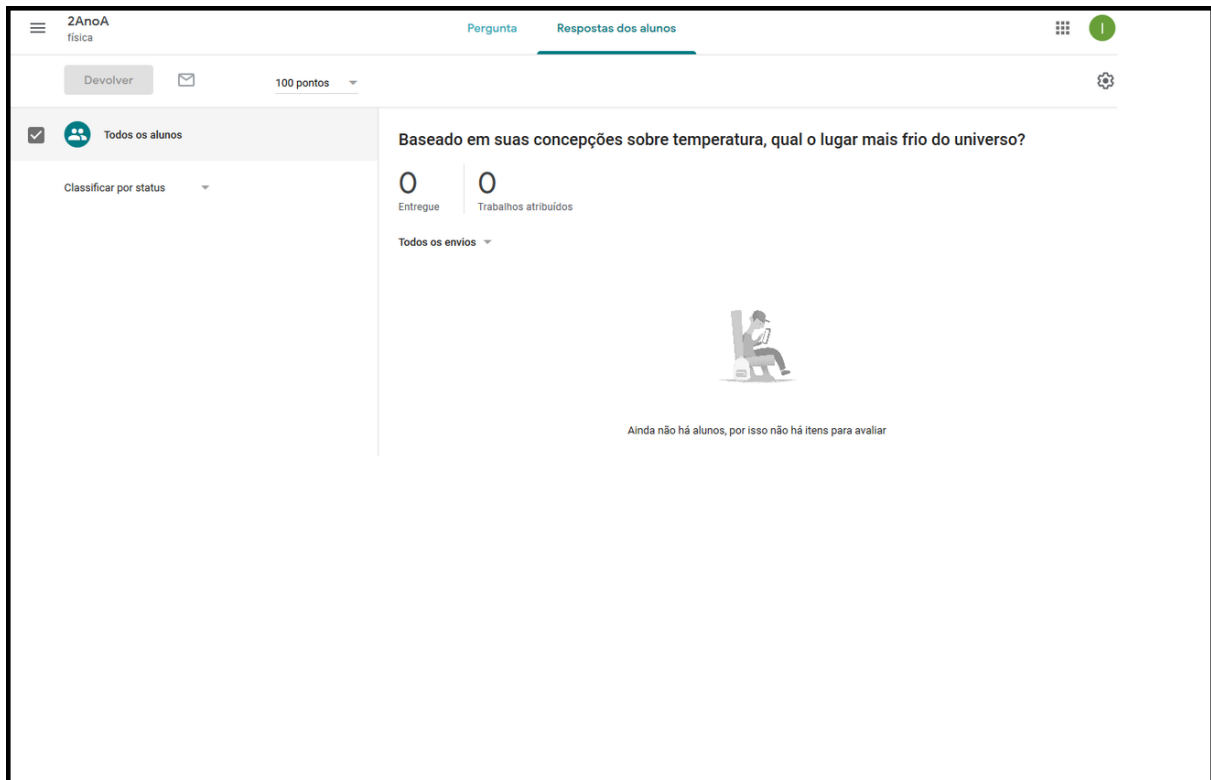 2AnoA
física
Pergunta
Respostas dos alunos
I
Devolver
100 pontos
Todos os alunos
Classificar por status
Baseado em suas concepções sobre temperatura, qual o lugar mais frio do universo?
0
Entregue
0
Trabalhos atribuídos
Todos os envios
Ainda não há alunos, por isso não há itens para avaliar